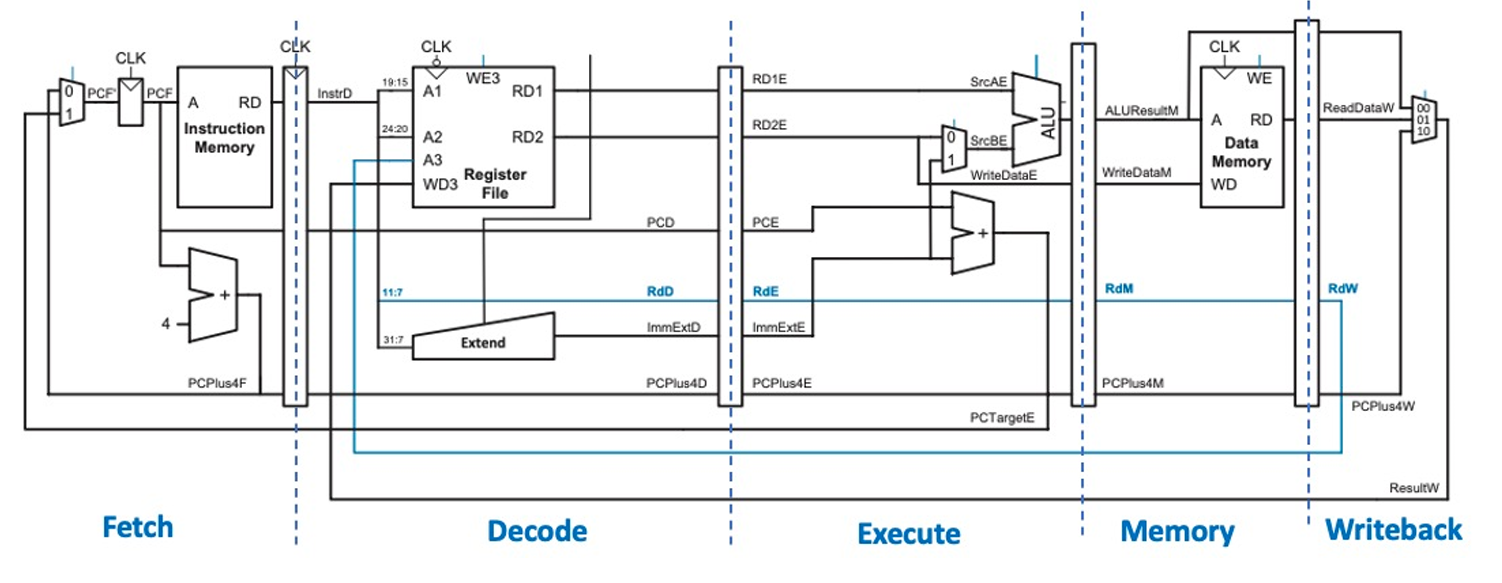 CLK
0
1
PCF'
PCF
A RD
Instruction
Memory
4
+
PCPlus4F
CLK
InstrD
CLK
19:15
A1
WE3
RD1
24:20
A2
RD2
A3
WD3
Register
File
PCD
11:7
RdD
31:7
Extend
ImmExtD
PCPlus4D
RD1E
RD2E
PCE
RdE
ImmExtE
PCPlus4E
SrcAE
0
1
SrcBE
ALU
WriteDataE
+
PCTargetE
ALUResultM
WriteDataM
RdM
PCPlus4M
CLK
WE
A RD
Data
Memory
WD
ReadDataW
00
01
10
RdW
PCPlus4W
ResultW
Fetch
Decode
Execute
Memory
Writeback